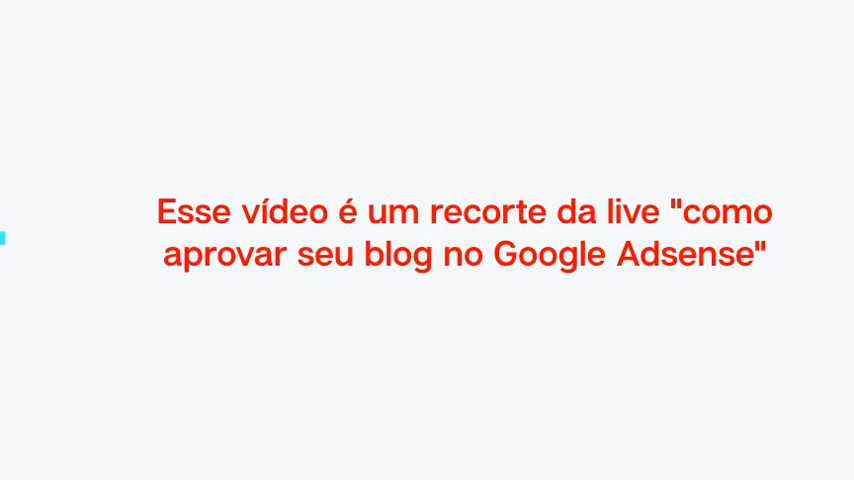 Esse vídeo é um recorte da live "como
aprovar seu blog no Google Adsense"